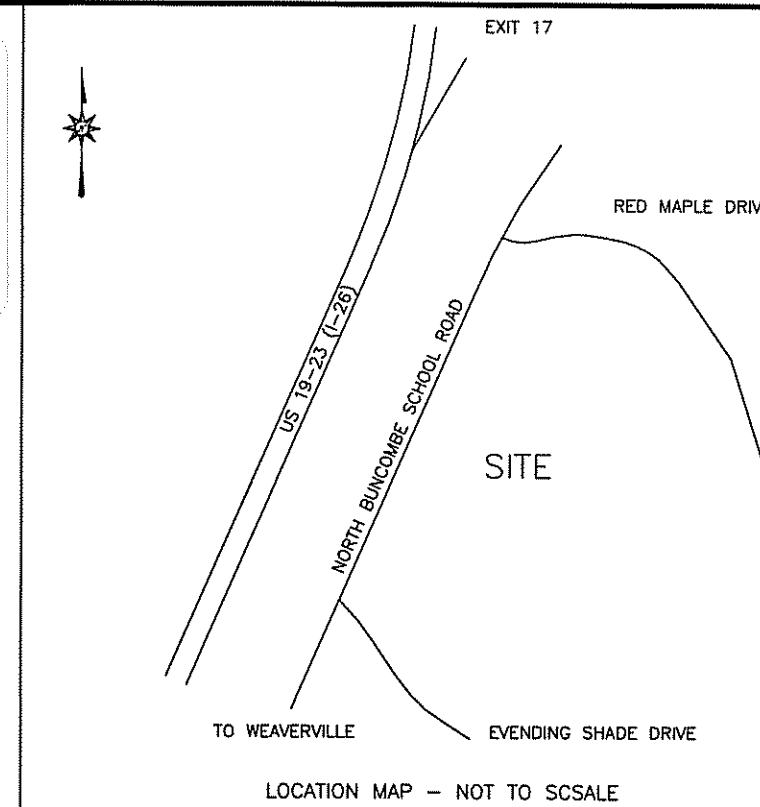 EXIT 17
RED MAPLE DRIV
US 19-23 (I-26)
NORTH BUNCOMBE SCHOOL ROAD
SITE
TO WEAVERVILLE
EVENDING SHADE DRIVE
LOCATION MAP - NOT TO SCSALE